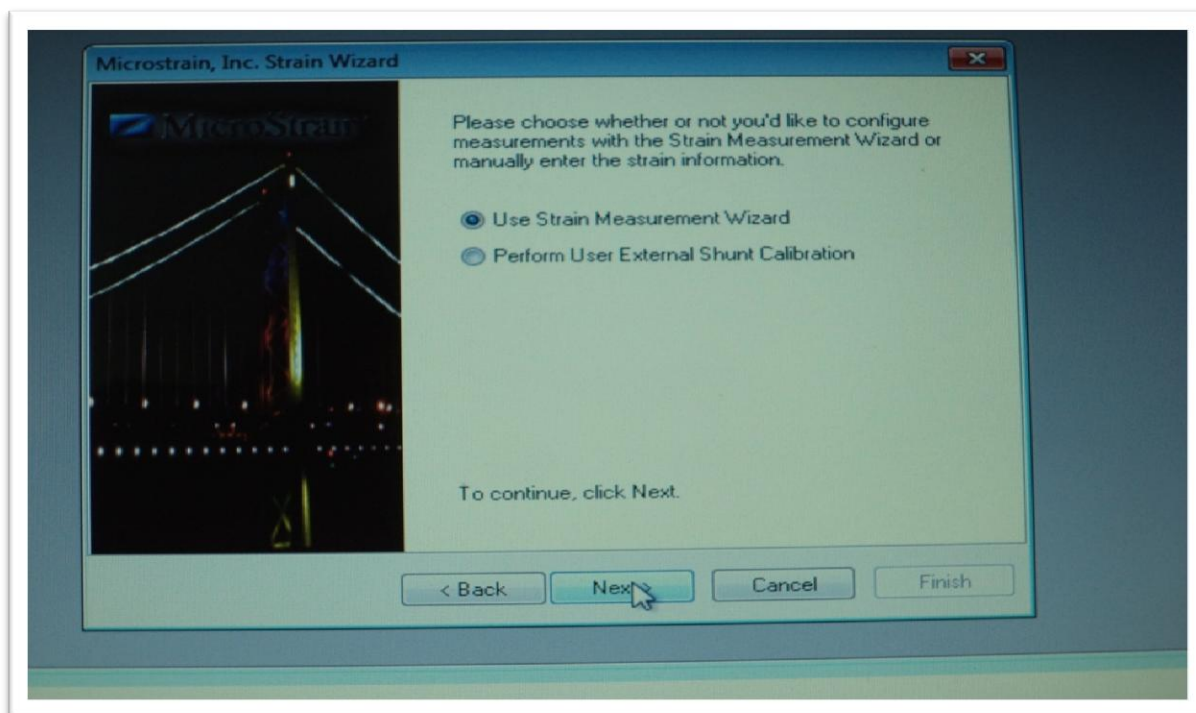 Microstrain, Inc. Strain Wizard
MicroStrain
Please choose whether or not you'd like to configure
measurements with the Strain Measurement Wizard or
manually enter the strain information.
Use Strain Measurement Wizard
Perform User External Shunt Calibration
To continue, click Next.
< Back
Next >
Cancel
Finish